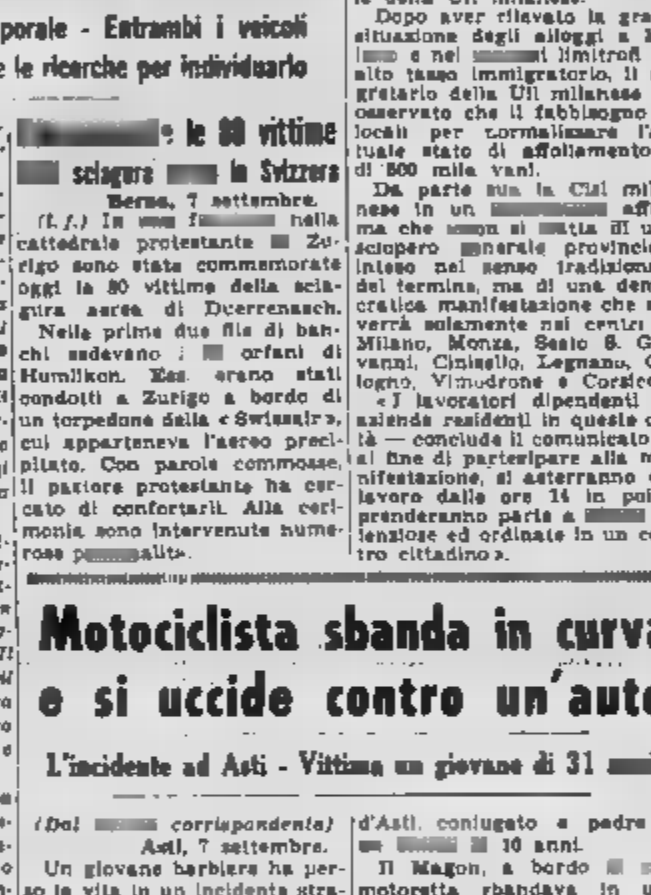 porale - Entrambi i veicoli
e le ricerche per individuarlo
le 80 vittime
sciagura in Svizzera
Berna, 7 settembre.
(l. f.) In una nella
cattedrale protestante Zu-
rigo sono state commemorate
oggi le 80 vittime della scia-
gura aerea di Duerrenaesch.
Nelle prime due file di ban-
chi sedevano i orfani di
Humlikon. erano stati
condotti a Zurigo a bordo di
un torpedone della « Swissair »,
cui apparteneva l'aereo preci-
pitato. Con parole commosse,
il pastore protestante ha cer-
cato di confortarli. Alla ceri-
monia sono intervenute nume-
rose
Dopo aver rilevato la gra
situazione degli alloggi a
e nei limitrofi
alto tasso immigratorio, il
gretario della Uil milanese
osservato che il fabbisogno
locali per normalizzare l'a
tuale stato di affollamento
di 500 mila vani.
Da parte sua la Cisl mil
nese in un aff
ma che si di u
sciopero generale provincia
inteso nel senso tradiziona
del termine, ma di una dem
cratica manifestazione che
verrà solamente nei centri
Milano, Monza, Sesto S. G
vanni, Cinisello, Legnano, C
logno, Vimodrone e Corsico
« I lavoratori dipendenti
aziende residenti in queste c
tà — conclude il comunicato
al fine di partecipare alla m
nifestazione, si asterranno
lavoro dalle ore 14 in poi
prenderanno parte a
lenziose ed ordinate in un ce
tro cittadino ».
Motociclista sbanda in curva
e si uccide contro un'auto
L'incidente ad Asti - Vittima un giovane di 31
(Dal corrispondente)
Asti, 7 settembre.
Un giovane barbiere ha per-
so la vita in un incidente stra-
d'Asti, coniugato e padre
10 anni.
Il Magon, a bordo
motoretta sbandava in u